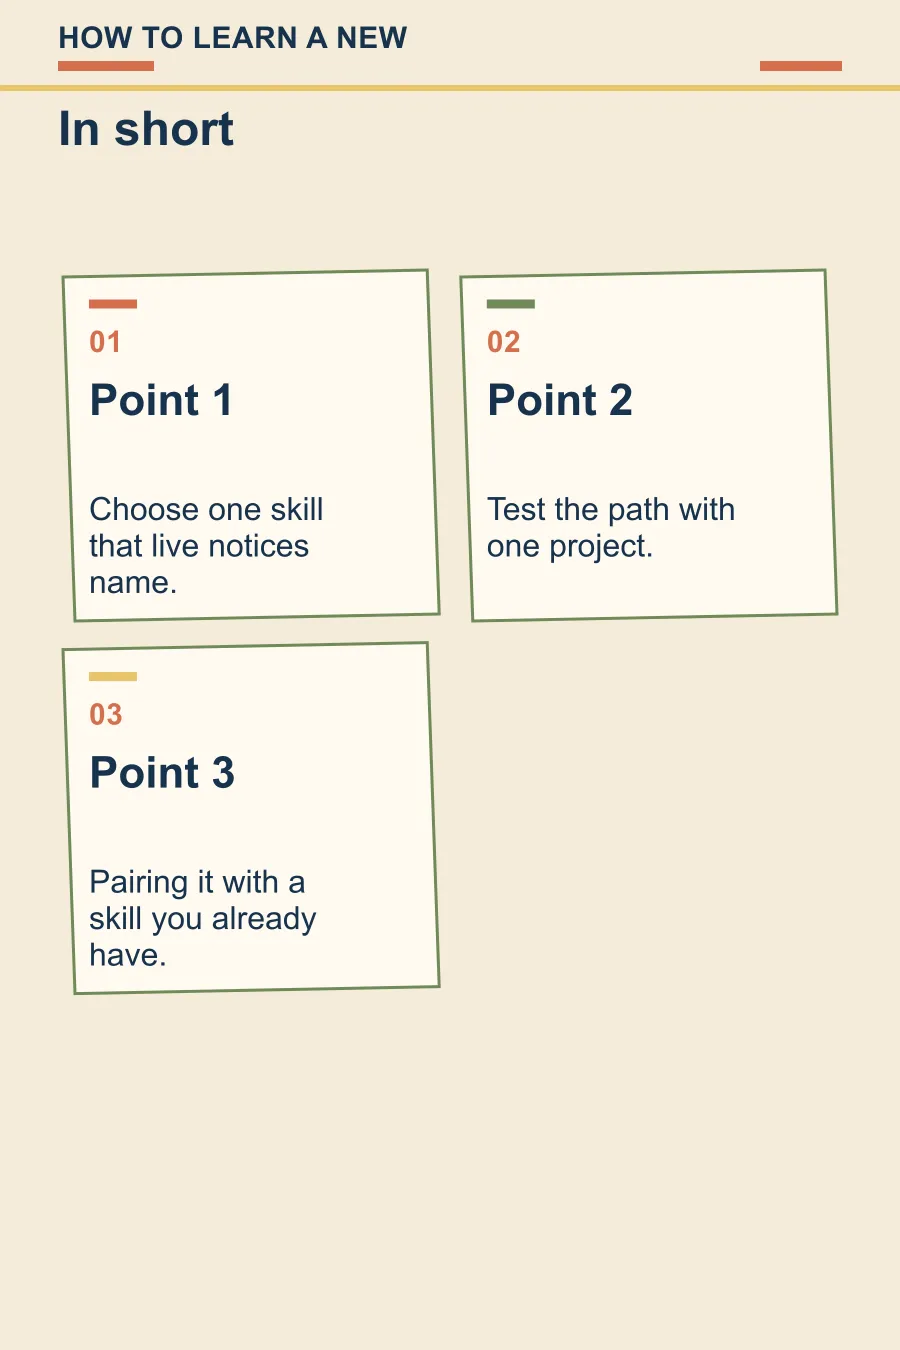 HOW TO LEARN A NEW
In short
01
Point 1
Choose one skill
that live notices
name.
02
Point 2
Test the path with
one project.
03
Point 3
Pairing it with a
skill you already
have.